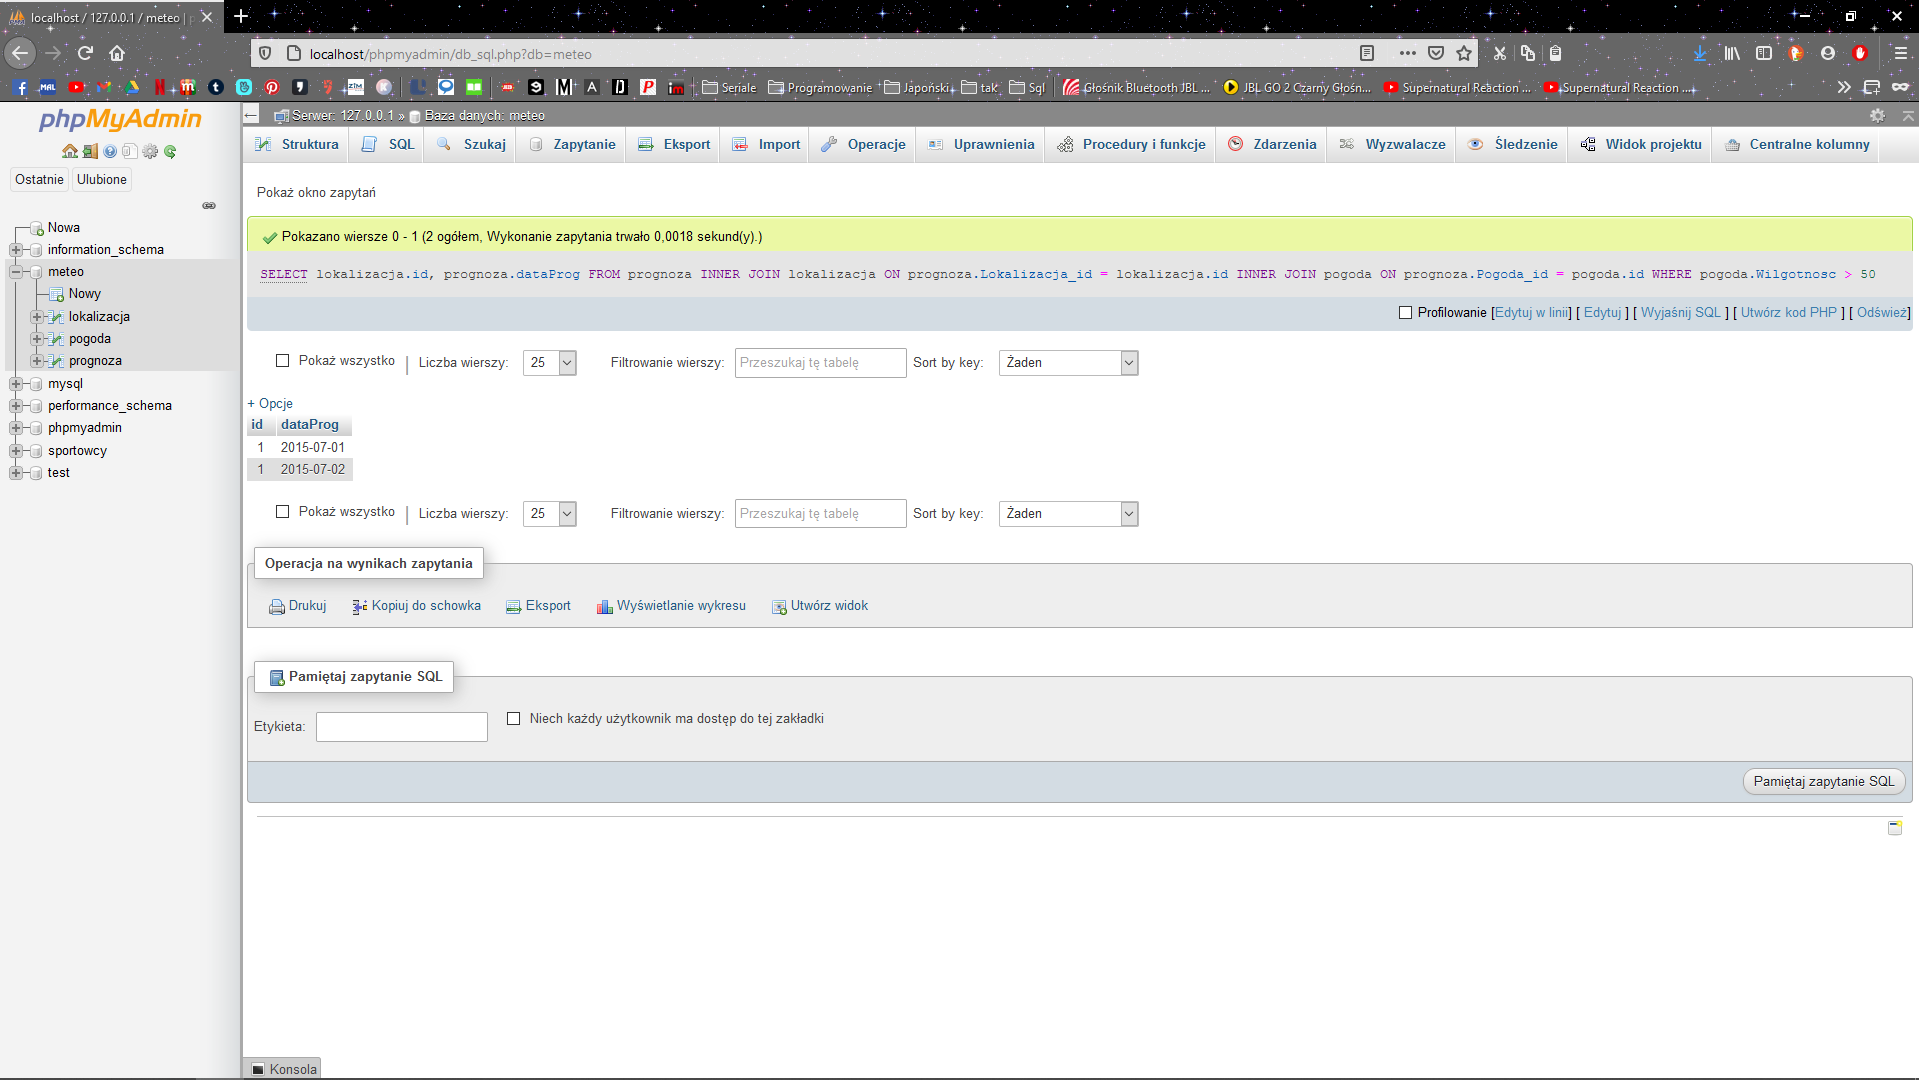 localhost / 127.0.0.1 / meteo | p
localhost/phpmyadmin/db_sql.php?db=meteo
Seriale
Programowanie
Japoński
tak
Sql
Głośnik Bluetooth JBL ...
JBL GO 2 Czarny Głośn...
Supernatural Reaction ...
Supernatural Reaction ...
phpMyAdmin
Ostatnie
Ulubione
Nowa
information_schema
meteo
Nowy
lokalizacja
pogoda
prognoza
mysql
performance_schema
phpmyadmin
sportowcy
test
Serwer: 127.0.0.1 » Baza danych: meteo
Struktura
SQL
Szukaj
Zapytanie
Eksport
Import
Operacje
Uprawnienia
Procedury i funkcje
Zdarzenia
Wyzwalacze
Śledzenie
Widok projektu
Centralne kolumny
Pokaż okno zapytań
Pokazano wiersze 0 - 1 (2 ogółem, Wykonanie zapytania trwało 0,0018 sekund(y).)
SELECT lokalizacja.id, prognoza.dataProg FROM prognoza INNER JOIN lokalizacja ON prognoza.Lokalizacja_id = lokalizacja.id INNER JOIN pogoda ON prognoza.Pogoda_id = pogoda.id WHERE pogoda.Wilgotnosc > 50
Profilowanie [Edytuj w linii] [ Edytuj ] [ Wyjaśnij SQL ] [ Utwórz kod PHP ] [ Odśwież]
Pokaż wszystko | Liczba wierszy: 25 Filtrowanie wierszy: Przeszukaj tę tabelę Sort by key: Żaden
+ Opcje
id dataProg
1 2015-07-01
1 2015-07-02
Pokaż wszystko | Liczba wierszy: 25 Filtrowanie wierszy: Przeszukaj tę tabelę Sort by key: Żaden
Operacja na wynikach zapytania
Drukuj Kopiuj do schowka Eksport Wyświetlanie wykresu Utwórz widok
Pamiętaj zapytanie SQL
Etykieta: Niech każdy użytkownik ma dostęp do tej zakładki
Pamiętaj zapytanie SQL
Konsola